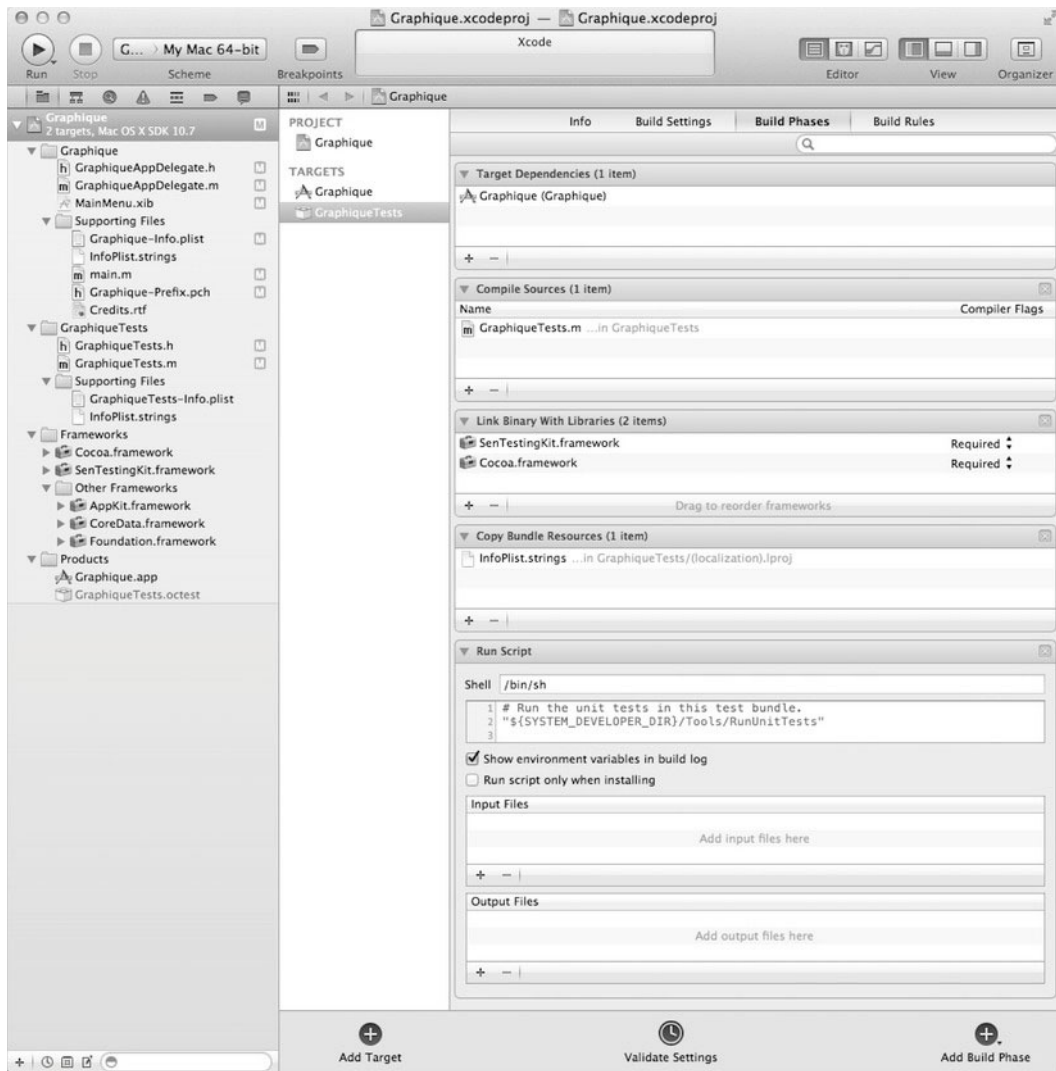 Graphique.xcodeproj — Graphique.xcodeproj
G... My Mac 64-bit
Xcode
Run Stop Scheme Breakpoints Editor View Organizer
Graphique
Graphique
2 targets, Mac OS X SDK 10.7
M
Graphique
h GraphiqueAppDelegate.h
m GraphiqueAppDelegate.m
MainMenu.xib
Supporting Files
Graphique-Info.plist
InfoPlist.strings
m main.m
h Graphique-Prefix.pch
Credits.rtf
GraphiqueTests
h GraphiqueTests.h
m GraphiqueTests.m
Supporting Files
GraphiqueTests-Info.plist
InfoPlist.strings
Frameworks
Cocoa.framework
SenTestingKit.framework
Other Frameworks
AppKit.framework
CoreData.framework
Foundation.framework
Products
Graphique.app
GraphiqueTests.octest
PROJECT
Graphique
TARGETS
Graphique
GraphiqueTests
Info Build Settings Build Phases Build Rules
Target Dependencies (1 item)
Graphique (Graphique)
Compile Sources (1 item)
Name Compiler Flags
m GraphiqueTests.m ...in GraphiqueTests
Link Binary With Libraries (2 items)
SenTestingKit.framework Required
Cocoa.framework Required
Drag to reorder frameworks
Copy Bundle Resources (1 item)
InfoPlist.strings ...in GraphiqueTests/(localization).lproj
Run Script
Shell /bin/sh
1 # Run the unit tests in this test bundle.
2 "${SYSTEM_DEVELOPER_DIR}/Tools/RunUnitTests"
3
Show environment variables in build log
Run script only when installing
Input Files
Add input files here
Output Files
Add output files here
Add Target Validate Settings Add Build Phase